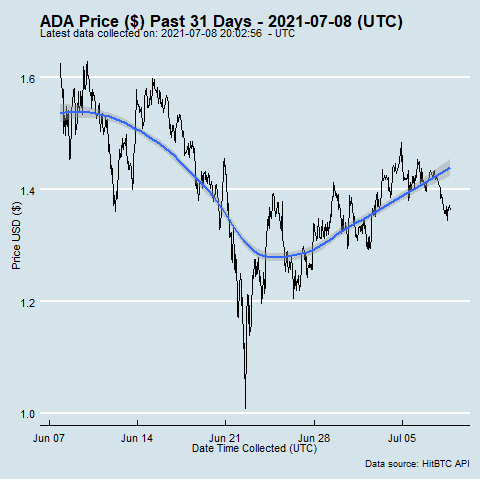 ADA Price ($) Past 31 Days - 2021-07-08 (UTC)
Latest data collected on: 2021-07-08 20:02:56 - UTC
1.6
1.4
1.2
1.0
Price USD ($)
Jun 07 Jun 14 Jun 21 Jun 28 Jul 05
Date Time Collected (UTC)
Data source: HitBTC API